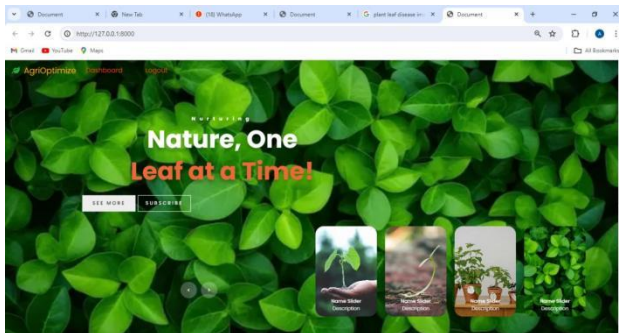 Document
New Tab
(18) WhatsApp
Document
plant leaf disease in
Document
http://127.0.0.1:8000
Gmail YouTube Maps
All Bookmarks
AgriOptimize Dashboard Logout
Nurturing
Nature, One
Leaf at a Time!
SEE MORE SUBSCRIBE
Name Slider Name Slider Name Slider Name Slider
Description Description Description Description